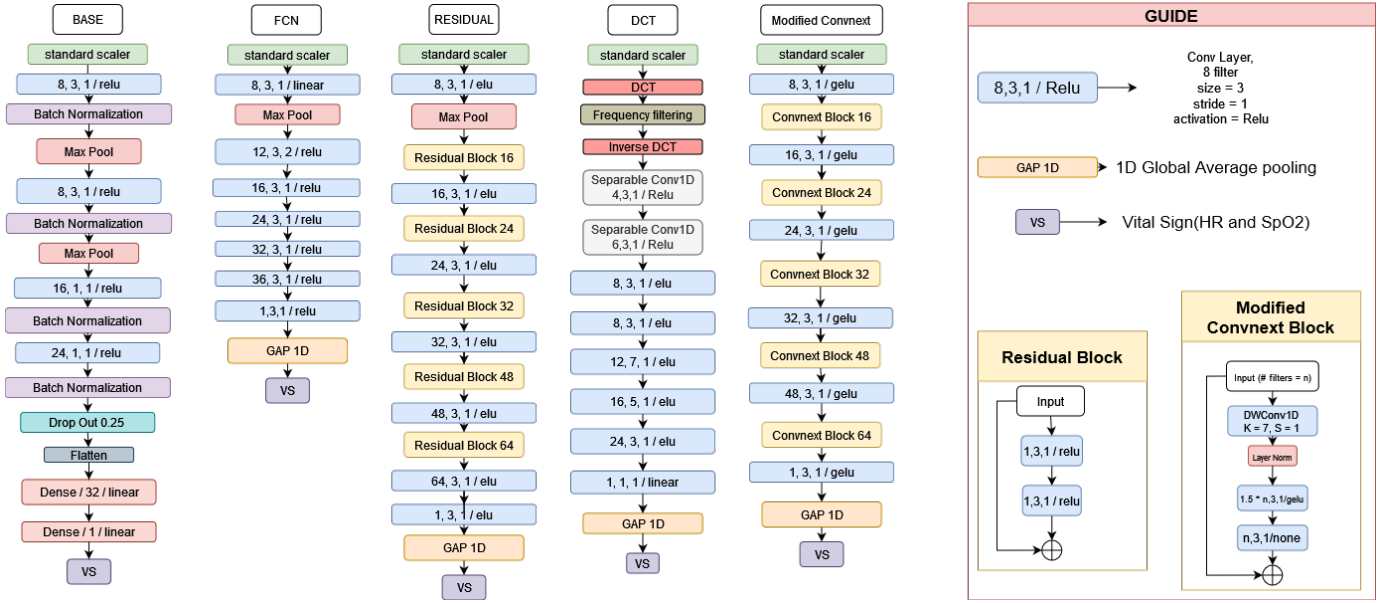 BASE
standard scaler
8, 3, 1 / relu
Batch Normalization
Max Pool
8, 3, 1 / relu
Batch Normalization
Max Pool
16, 1, 1 / relu
Batch Normalization
24, 1, 1 / relu
Batch Normalization
Drop Out 0.25
Flatten
Dense / 32 / linear
Dense / 1 / linear
VS
FCN
standard scaler
8, 3, 1 / linear
Max Pool
12, 3, 2 / relu
16, 3, 1 / relu
24, 3, 1 / relu
32, 3, 1 / relu
36, 3, 1 / relu
1,3,1 / relu
GAP 1D
VS
RESIDUAL
standard scaler
8, 3, 1 / elu
Max Pool
Residual Block 16
16, 3, 1 / elu
Residual Block 24
24, 3, 1 / elu
Residual Block 32
32, 3, 1 / elu
Residual Block 48
48, 3, 1 / elu
Residual Block 64
64, 3, 1 / elu
1, 3, 1 / elu
GAP 1D
VS
DCT
standard scaler
DCT
Frequency filtering
Inverse DCT
Separable Conv1D
4,3,1 / Relu
Separable Conv1D
6,3,1 / Relu
8, 3, 1 / elu
8, 3, 1 / elu
12, 7, 1 / elu
16, 5, 1 / elu
24, 3, 1 / elu
1, 1, 1 / linear
GAP 1D
VS
Modified Convnext
standard scaler
8, 3, 1 / gelu
Convnext Block 16
16, 3, 1 / gelu
Convnext Block 24
24, 3, 1 / gelu
Convnext Block 32
32, 3, 1 / gelu
Convnext Block 48
48, 3, 1 / gelu
Convnext Block 64
1, 3, 1 / gelu
GAP 1D
VS
GUIDE
8,3,1 / Relu
Conv Layer,
8 filter
size = 3
stride = 1
activation = Relu
GAP 1D
1D Global Average pooling
VS
Vital Sign(HR and SpO2)
Residual Block
Input
1,3,1 / relu
1,3,1 / relu
Modified
Convnext Block
Input (# filters = n)
DWConv1D
K = 7, S = 1
Layer Norm
1.5 * n,3,1/gelu
n,3,1/none